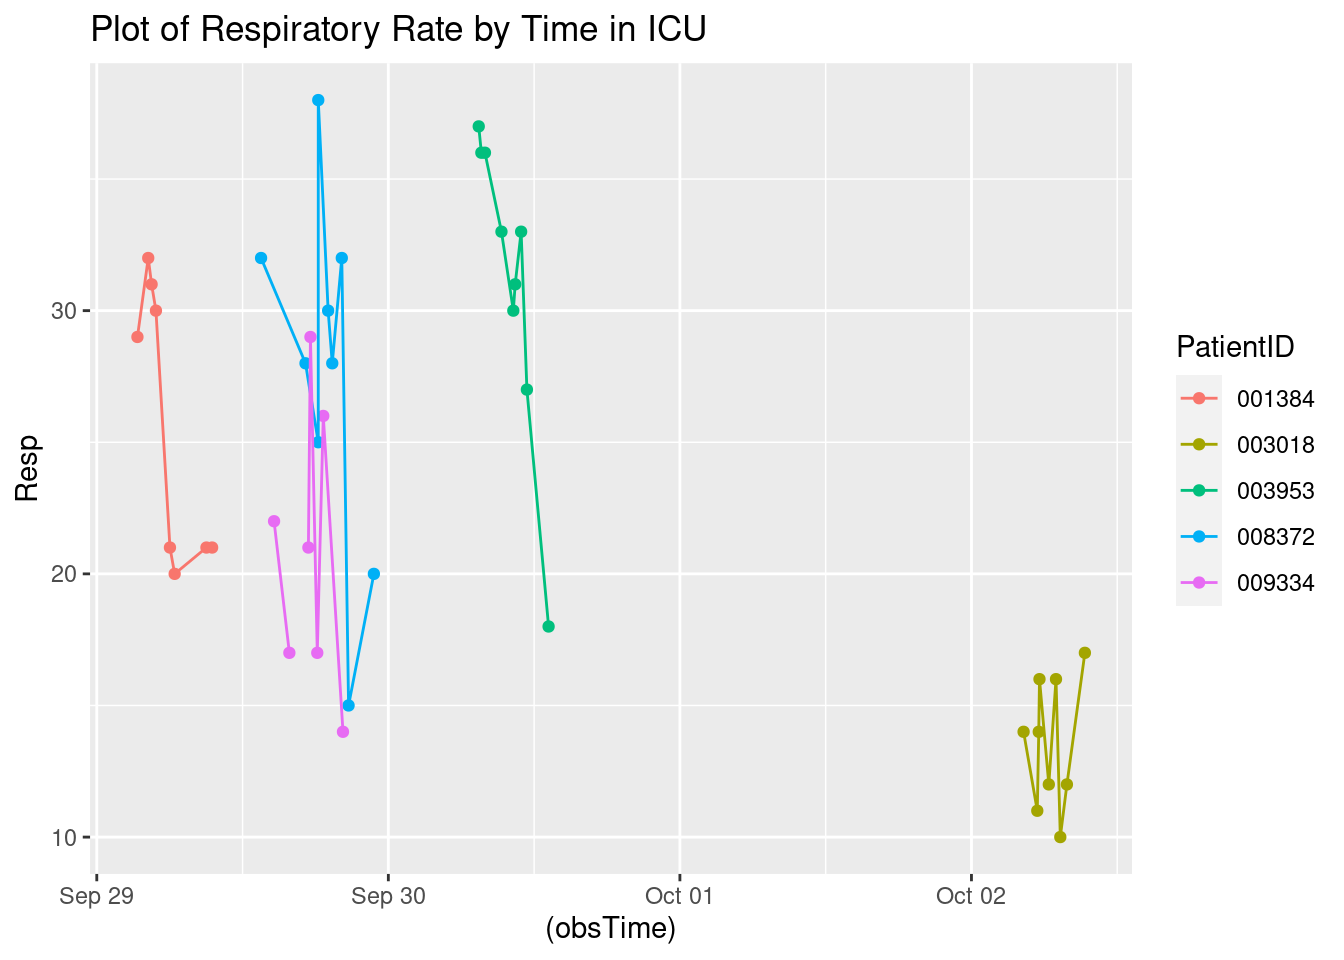 Plot of Respiratory Rate by Time in ICU
Resp
30
20
10
Sep 29
Sep 30
Oct 01
Oct 02
(obsTime)
PatientID
001384
003018
003953
008372
009334